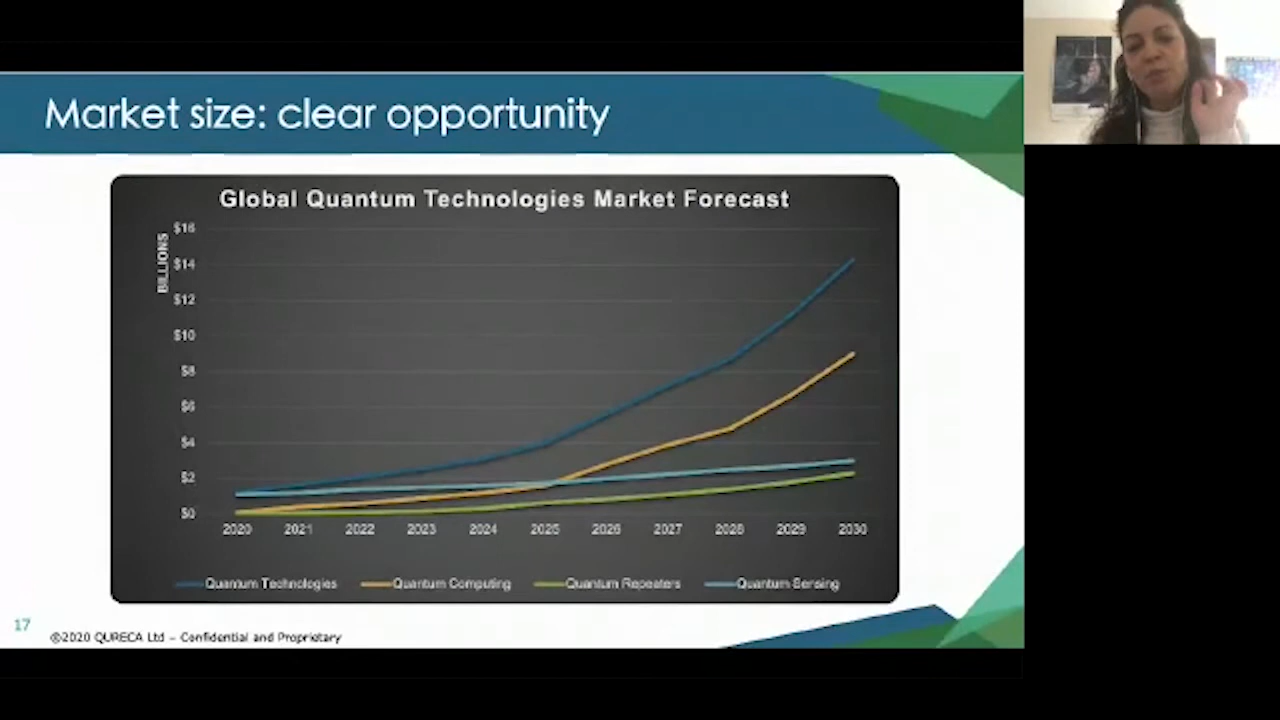 Market size: clear opportunity
Global Quantum Technologies Market Forecast
BILLIONS
$16
$14
$12
$10
$8
$6
$4
$2
$0
2020 2021 2022 2023 2024 2025 2026 2027 2028 2029 2030
Quantum Technologies Quantum Computing Quantum Repeaters Quantum Sensing
17
©2020 QURECA Ltd – Confidential and Proprietary